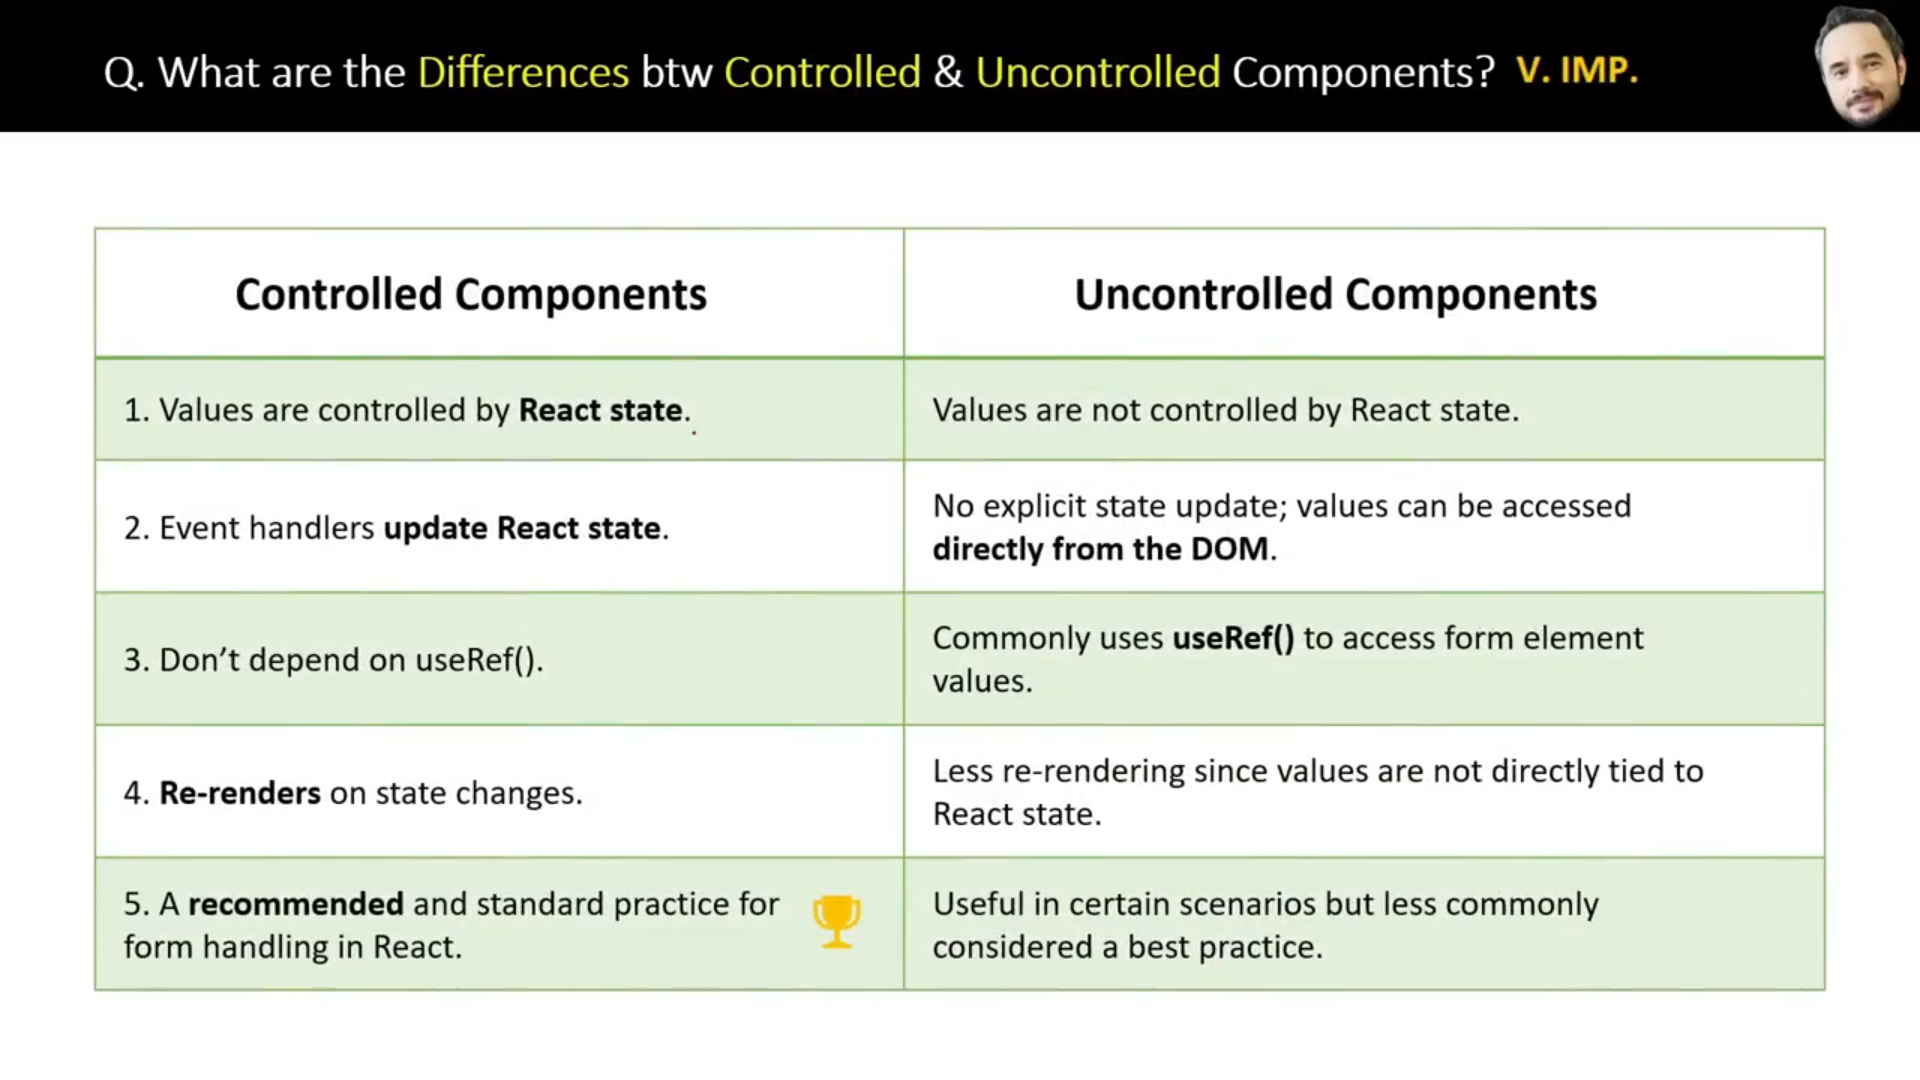 Q. What are the Differences btw Controlled & Uncontrolled Components? V. IMP.
Controlled Components
Uncontrolled Components
1. Values are controlled by React state.
Values are not controlled by React state.
2. Event handlers update React state.
No explicit state update; values can be accessed
directly from the DOM.
3. Don’t depend on useRef().
Commonly uses useRef() to access form element
values.
4. Re-renders on state changes.
Less re-rendering since values are not directly tied to
React state.
5. A recommended and standard practice for
form handling in React.
Useful in certain scenarios but less commonly
considered a best practice.